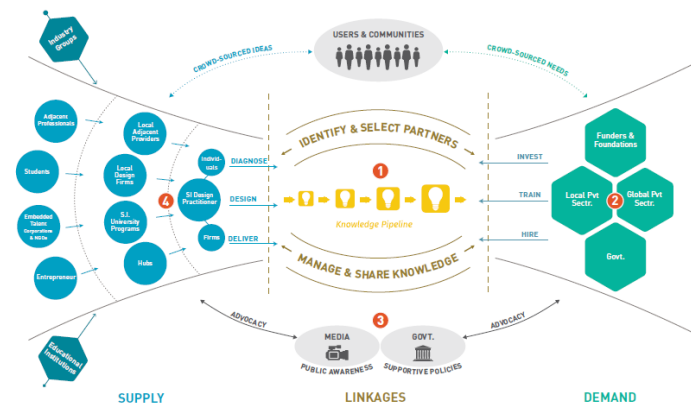 Industry
Groups
USERS & COMMUNITIES
CROWD-SOURCED IDEAS
CROWD-SOURCED NEEDS
Adjacent
Professionals
Students
Embedded
Talent
Corporations
& NGOs
Entrepreneur
Local
Adjacent
Providers
Local
Design
Firms
S.I.
University
Programs
Hubs
Individ-
uals
SI Design
Practitioner
Firms
4
DIAGNOSE
DESIGN
DELIVER
IDENTIFY & SELECT PARTNERS
1
Knowledge Pipeline
MANAGE & SHARE KNOWLEDGE
INVEST
TRAIN
HIRE
Funders &
Foundations
Local Pvt
Sectr.
2
Global Pvt
Sectr.
Govt.
Educational
Institutions
ADVOCACY
3
ADVOCACY
MEDIA
GOVT.
PUBLIC AWARENESS
SUPPORTIVE POLICIES
SUPPLY
LINKAGES
DEMAND